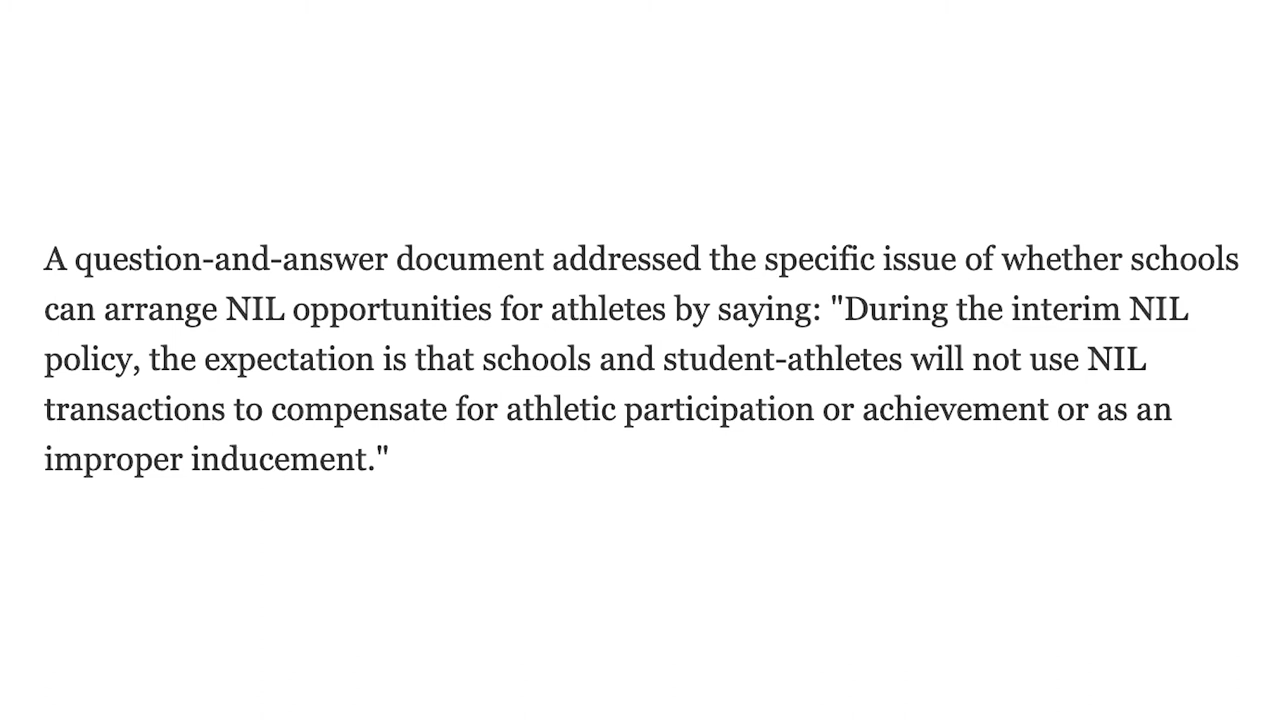 A question-and-answer document addressed the specific issue of whether schools
can arrange NIL opportunities for athletes by saying: "During the interim NIL
policy, the expectation is that schools and student-athletes will not use NIL
transactions to compensate for athletic participation or achievement or as an
improper inducement."